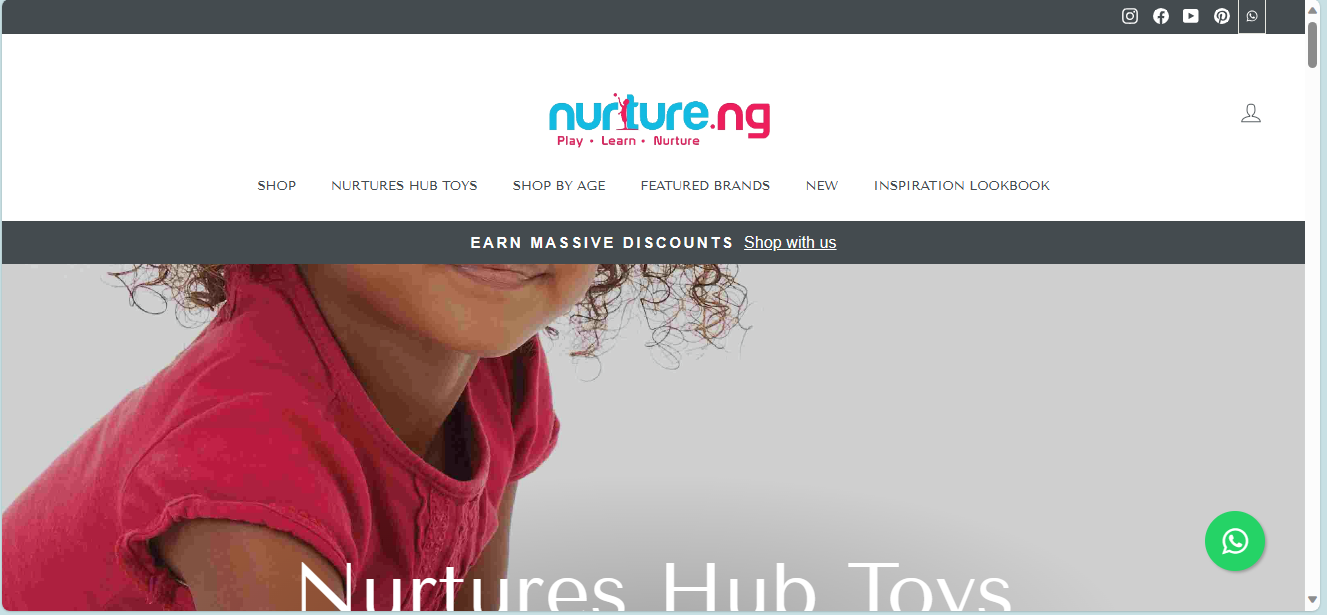 nurture.ng
Play • Learn • Nurture
SHOP NURTURES HUB TOYS SHOP BY AGE FEATURED BRANDS NEW INSPIRATION LOOKBOOK
EARN MASSIVE DISCOUNTS Shop with us
Nurtures Hub Toys